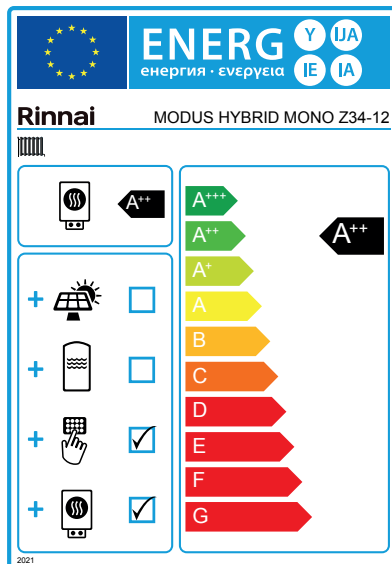 ENERG Y IJA
енергия · ενεργεια IE IA
Rinnai MODUS HYBRID MONO Z34-12
A++
A+++
A++
A++
A+
A
B
C
D
E
F
G
+
+
+
+
2021